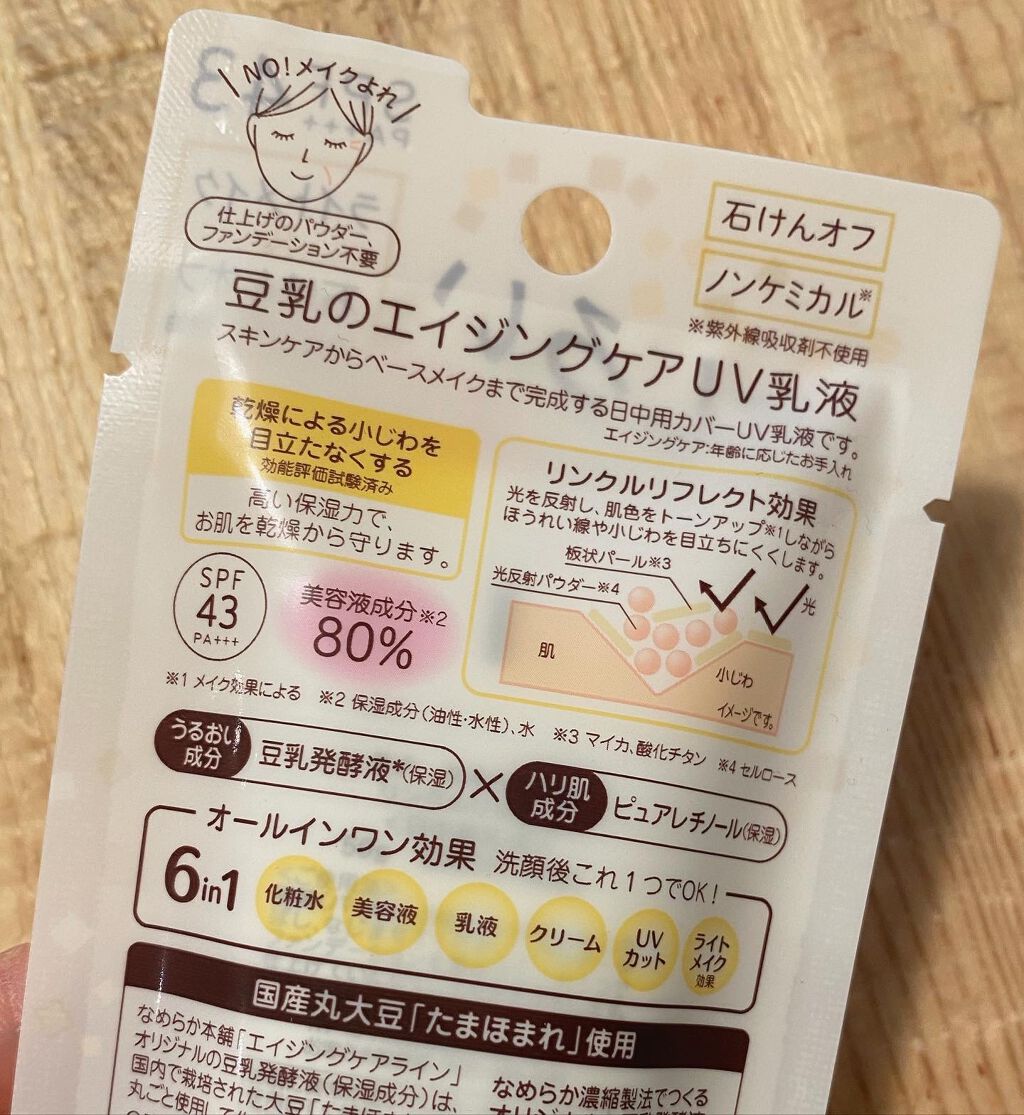 NO!メイクよれ
仕上げのパウダー、
ファンデーション不要
石けんオフ
ノンケミカル※
※紫外線吸収剤不使用
豆乳のエイジングケアUV乳液
スキンケアからベースメイクまで完成する日中用カバーUV乳液です。
エイジングケア:年齢に応じたお手入れ
乾燥による小じわを
目立たなくする
効能評価試験済み
高い保湿力で、
お肌を乾燥から守ります。
SPF
43
PA+++
美容液成分※2
80%
リンクルリフレクト効果
光を反射し、肌色をトーンアップ※1しながら
ほうれい線や小じわを目立ちにくくします。
板状パール※3
光反射パウダー※4
光
肌
小じわ
イメージです。
※1 メイク効果による ※2 保湿成分(油性・水性)、水 ※3 マイカ、酸化チタン ※4 セルロース
うるおい
成分
豆乳発酵液*(保湿)
×
ハリ肌
成分
ピュアレチノール(保湿)
オールインワン効果 洗顔後これ1つでOK!
6in1
化粧水
美容液
乳液
クリーム
UV
カット
ライト
メイク
効果
国産丸大豆「たまほまれ」使用
なめらか本舗「エイジングケアライン」
オリジナルの豆乳発酵液(保湿成分)は、
国内で栽培された大豆「たまほま
丸ごと使用して
なめらか濃縮製法でつくる
オリジ